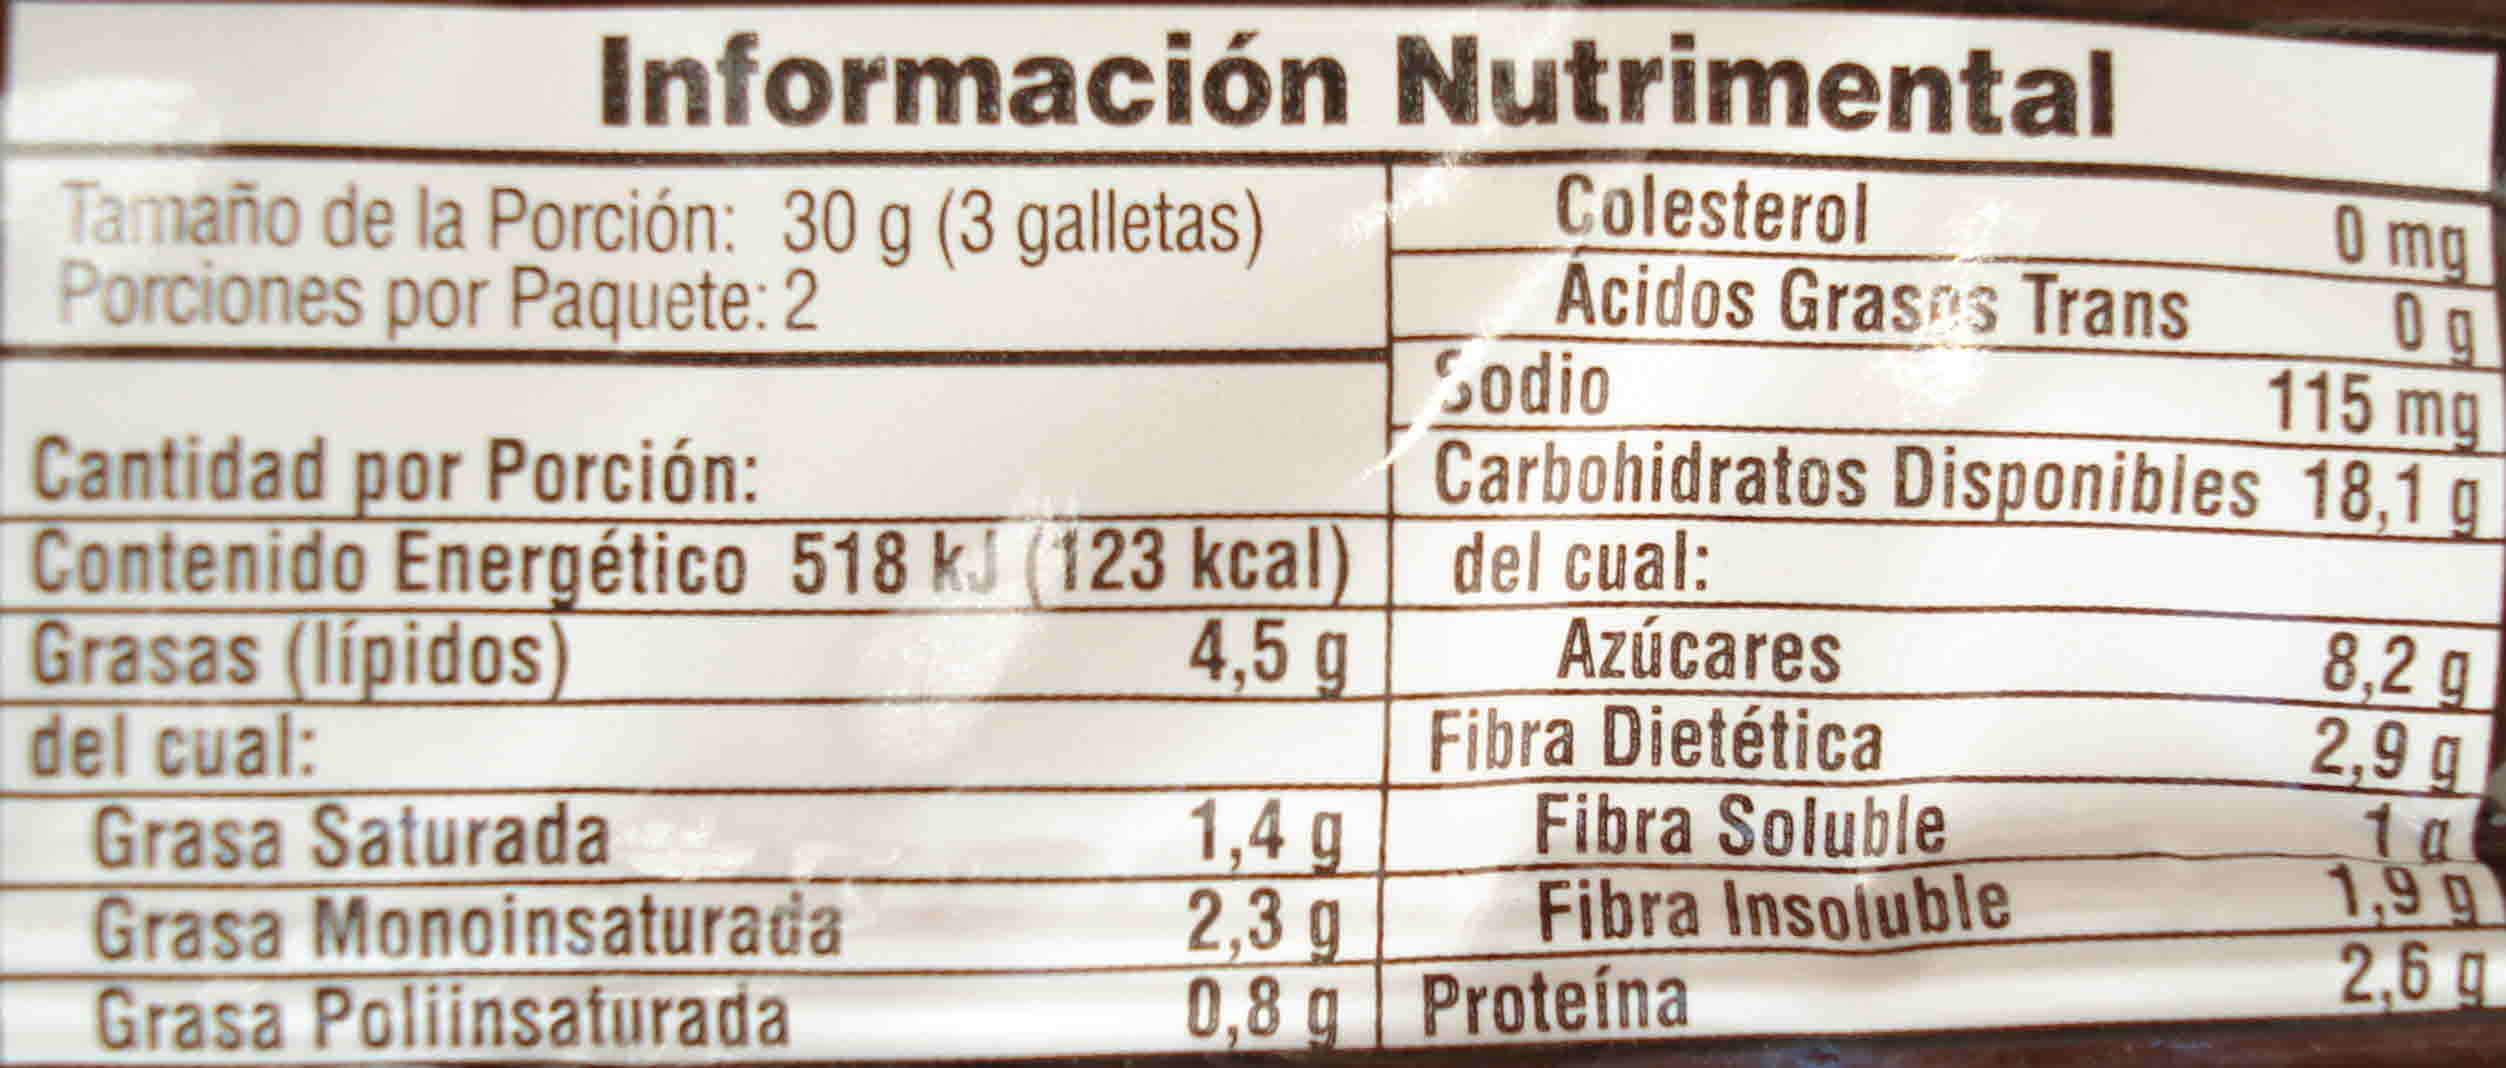 Información Nutrimental
Tamaño de la Porción: 30 g (3 galletas)
Porciones por Paquete: 2
Cantidad por Porción:
Contenido Energético 518 kJ (123 kcal)
Grasas (lípidos) 4,5 g
del cual:
Grasa Saturada 1,4 g
Grasa Monoinsaturada 2,3 g
Grasa Poliinsaturada 0,8 g
Colesterol 0 mg
Ácidos Grasos Trans 0 g
Sodio 115 mg
Carbohidratos Disponibles 18,1 g
del cual:
Azúcares 8,2 g
Fibra Dietética 2,9 g
Fibra Soluble 1 g
Fibra Insoluble 1,9 g
Proteína 2,6 g